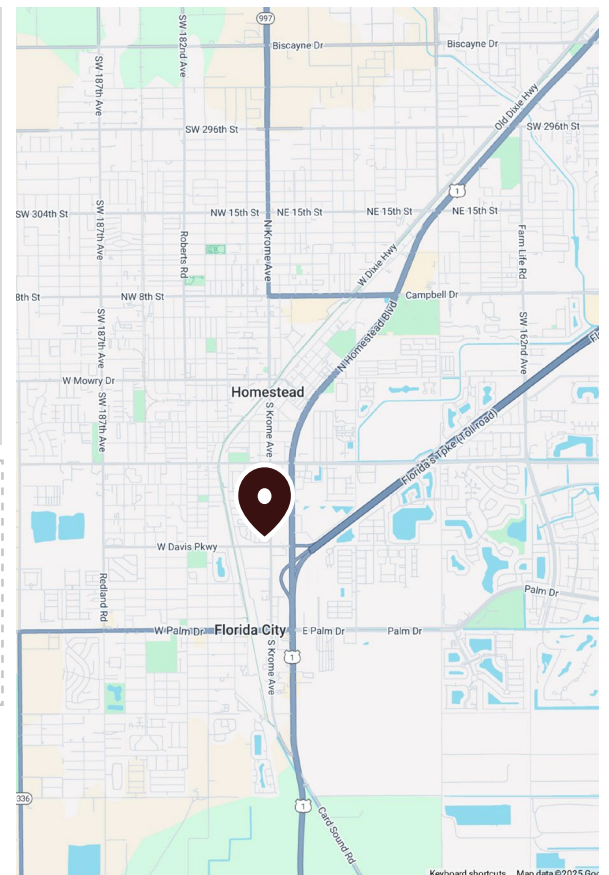 997
SW 182nd Ave
Biscayne Dr
Biscayne Dr
SW 187th Ave
Old Dixie Hwy
SW 296th St
SW 296th St
1
SW 304th St
NW 15th St
NE 15th St
NE 15th St
NE 15th St
SW 187th Ave
Roberts Rd
N Krome Ave
W Dixie Hwy
Farm Life Rd
8th St
NW 8th St
Campbell Dr
SW 187th Ave
N Homestead Blvd
SW 162nd Ave
W Mowry Dr
Homestead
SW 187th Ave
S Krome Ave
Florida's Tpke (Toll road)
W Davis Pkwy
Redland Rd
Palm Dr
W Palm Dr
Florida City
E Palm Dr
Palm Dr
1
S Krome Ave
336
1
Card Sound Rd
Keyboard shortcuts
Map data ©2025 Goo